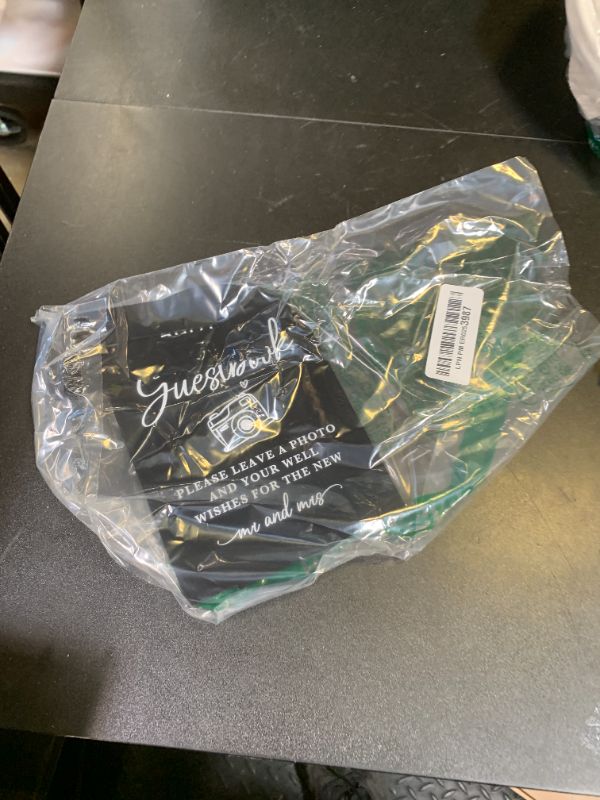 Guestbook
PLEASE LEAVE A PHOTO
AND YOUR WELL
WISHES FOR THE NEW
mr and mrs